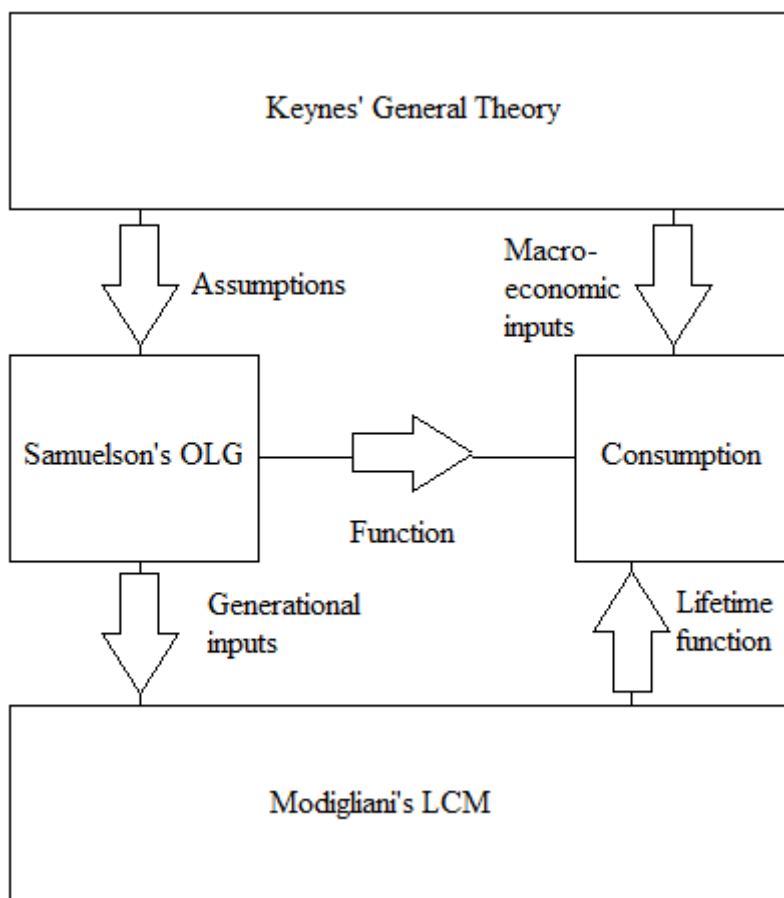 Keynes' General Theory
Assumptions
Macro-
economic
inputs
Samuelson's OLG
Consumption
Function
Generational
inputs
Lifetime
function
Modigliani's LCM